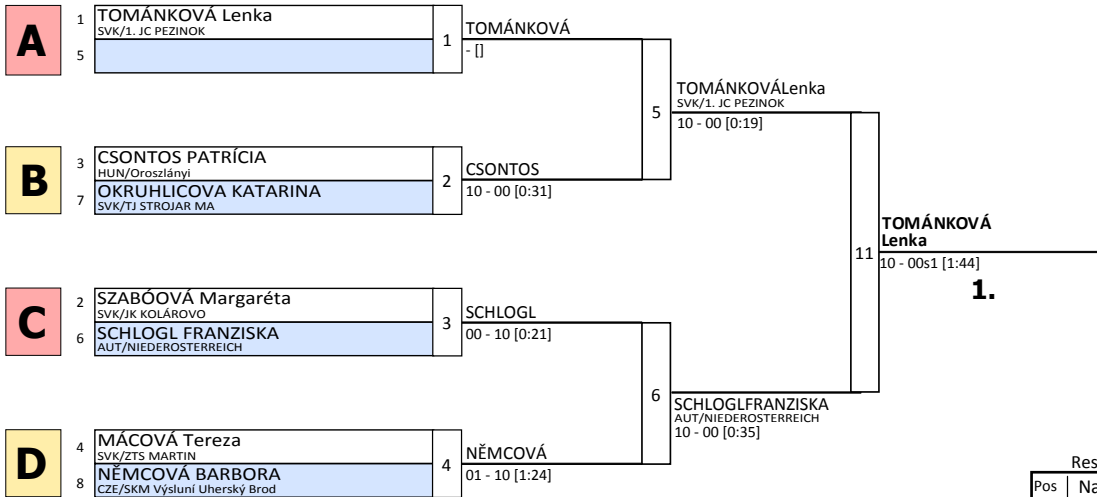 A
1 TOMÁNKOVÁ Lenka
SVK/1. JC PEZINOK
5
1
TOMÁNKOVÁ
- []
B
3 CSONTOS PATRÍCIA
HUN/Oroszlányi
7 OKRUHLICOVA KATARINA
SVK/TJ STROJAR MA
2
CSONTOS
10 - 00 [0:31]
5
TOMÁNKOVÁLenka
SVK/1. JC PEZINOK
10 - 00 [0:19]
C
2 SZABÓOVÁ Margaréta
SVK/JK KOLÁROVO
6 SCHLOGL FRANZISKA
AUT/NIEDEROSTERREICH
3
SCHLOGL
00 - 10 [0:21]
D
4 MÁCOVÁ Tereza
SVK/ZTS MARTIN
8 NĚMCOVÁ BARBORA
CZE/SKM Výsluní Uherský Brod
4
NĚMCOVÁ
01 - 10 [1:24]
6
SCHLOGLFRANZISKA
AUT/NIEDEROSTERREICH
10 - 00 [0:35]
11
TOMÁNKOVÁ
Lenka
10 - 00s1 [1:44]
1.
Res
Pos Na